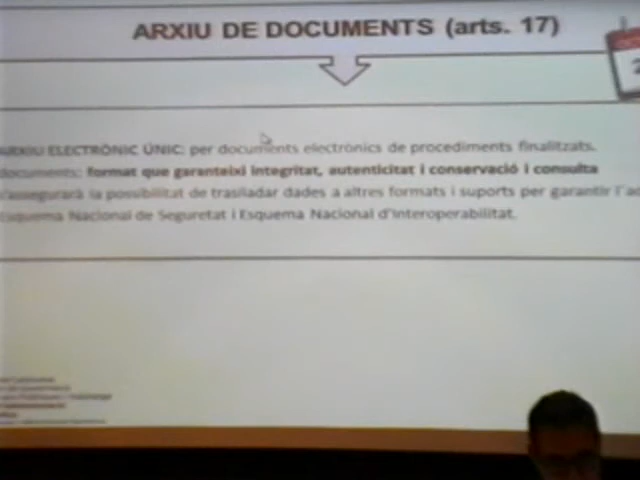 ARXIU DE DOCUMENTS (arts. 17)
2
ARXIU ELECTRÒNIC ÚNIC: per documents electrònics de procediments finalitzats.
documents: format que garanteixi integritat, autenticitat i conservació i consulta
s'assegurarà la possibilitat de traslladar dades a altres formats i suports per garantir l'
Esquema Nacional de Seguretat i Esquema Nacional d'Interoperabilitat.